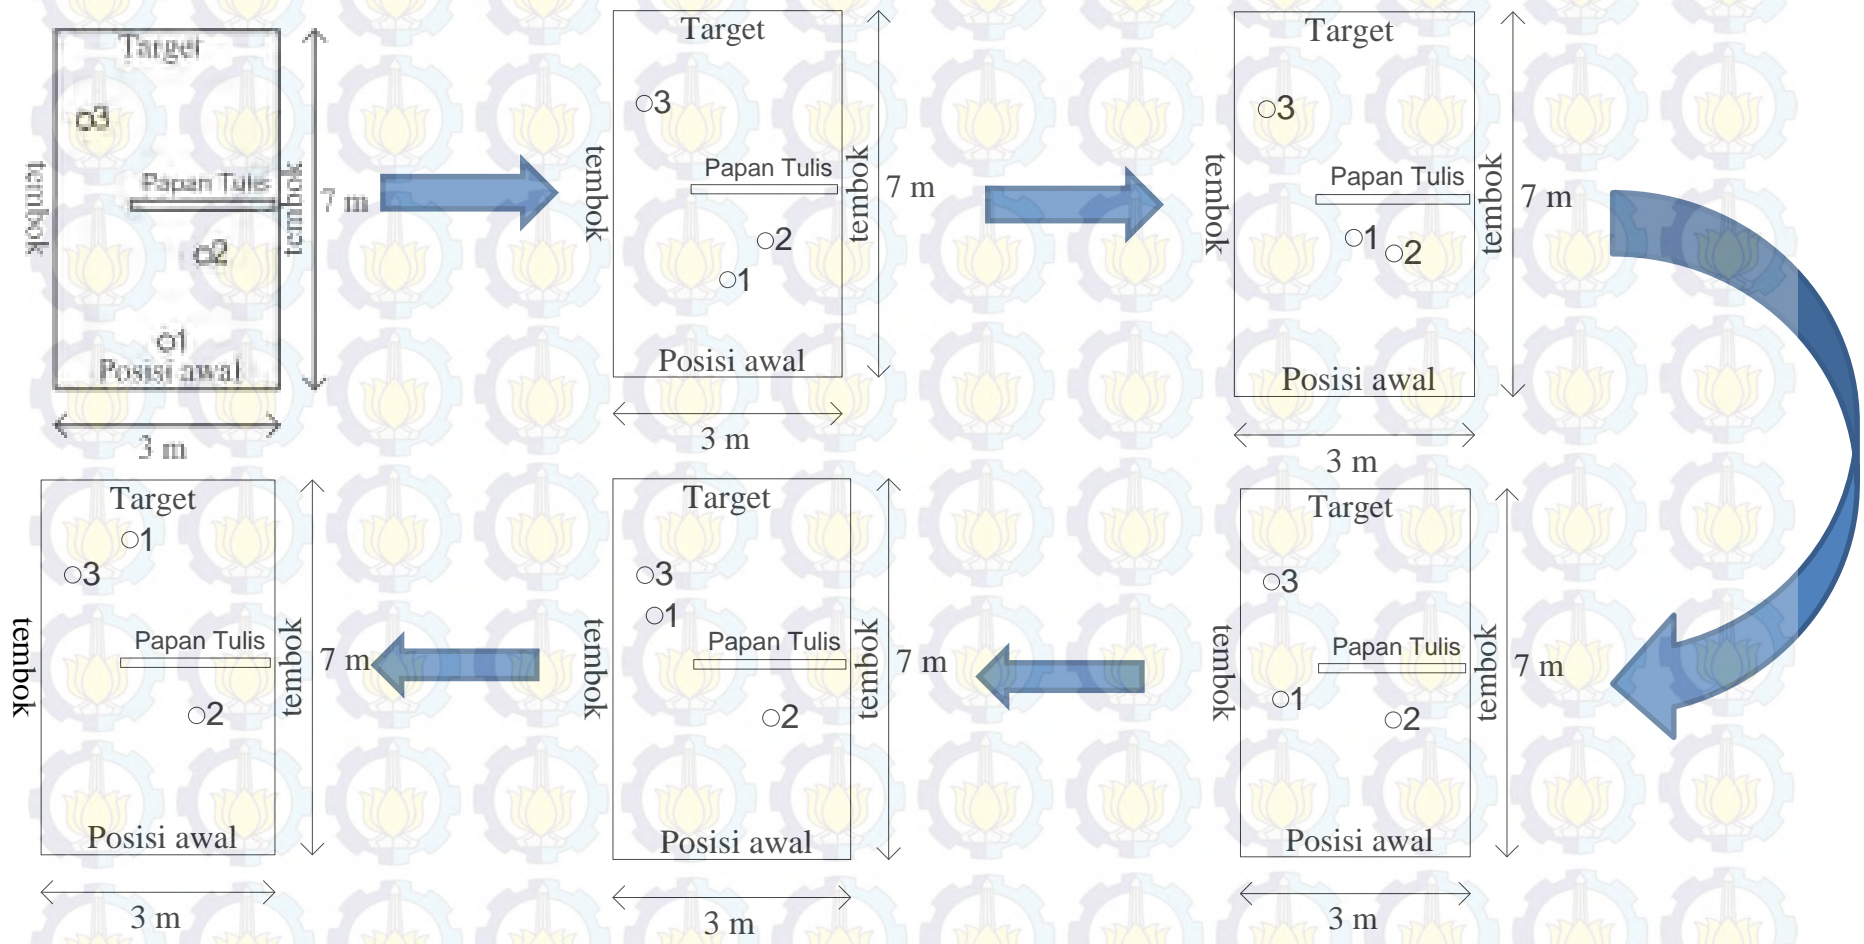 Target
3
Papan Tulis
tembok
tembok
7 m
2
1
Posisi awal
3 m
Target
3
Papan Tulis
tembok
tembok
7 m
2
1
Posisi awal
3 m
Target
3
Papan Tulis
tembok
tembok
7 m
1
2
Posisi awal
3 m
Target
3
Papan Tulis
tembok
tembok
7 m
1
2
Posisi awal
3 m
Target
3
1
Papan Tulis
tembok
tembok
7 m
2
Posisi awal
3 m
Target
1
3
Papan Tulis
tembok
tembok
7 m
2
Posisi awal
3 m